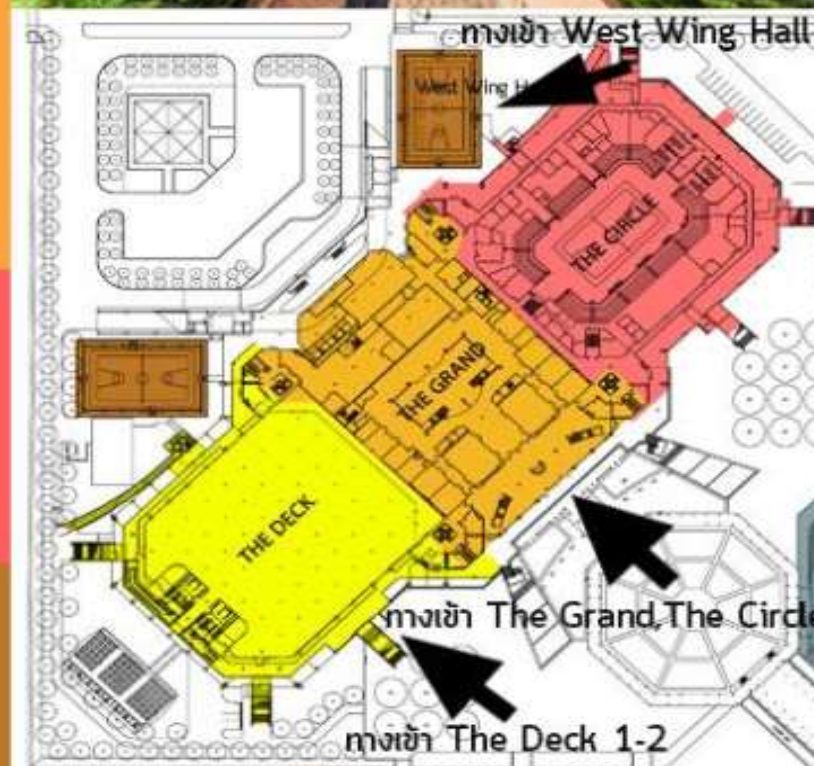 ทางเข้า West Wing Hall
West Wing H
THE CIRCLE
THE GRAND
THE DECK
ทางเข้า The Grand,The Circle
ทางเข้า The Deck 1-2